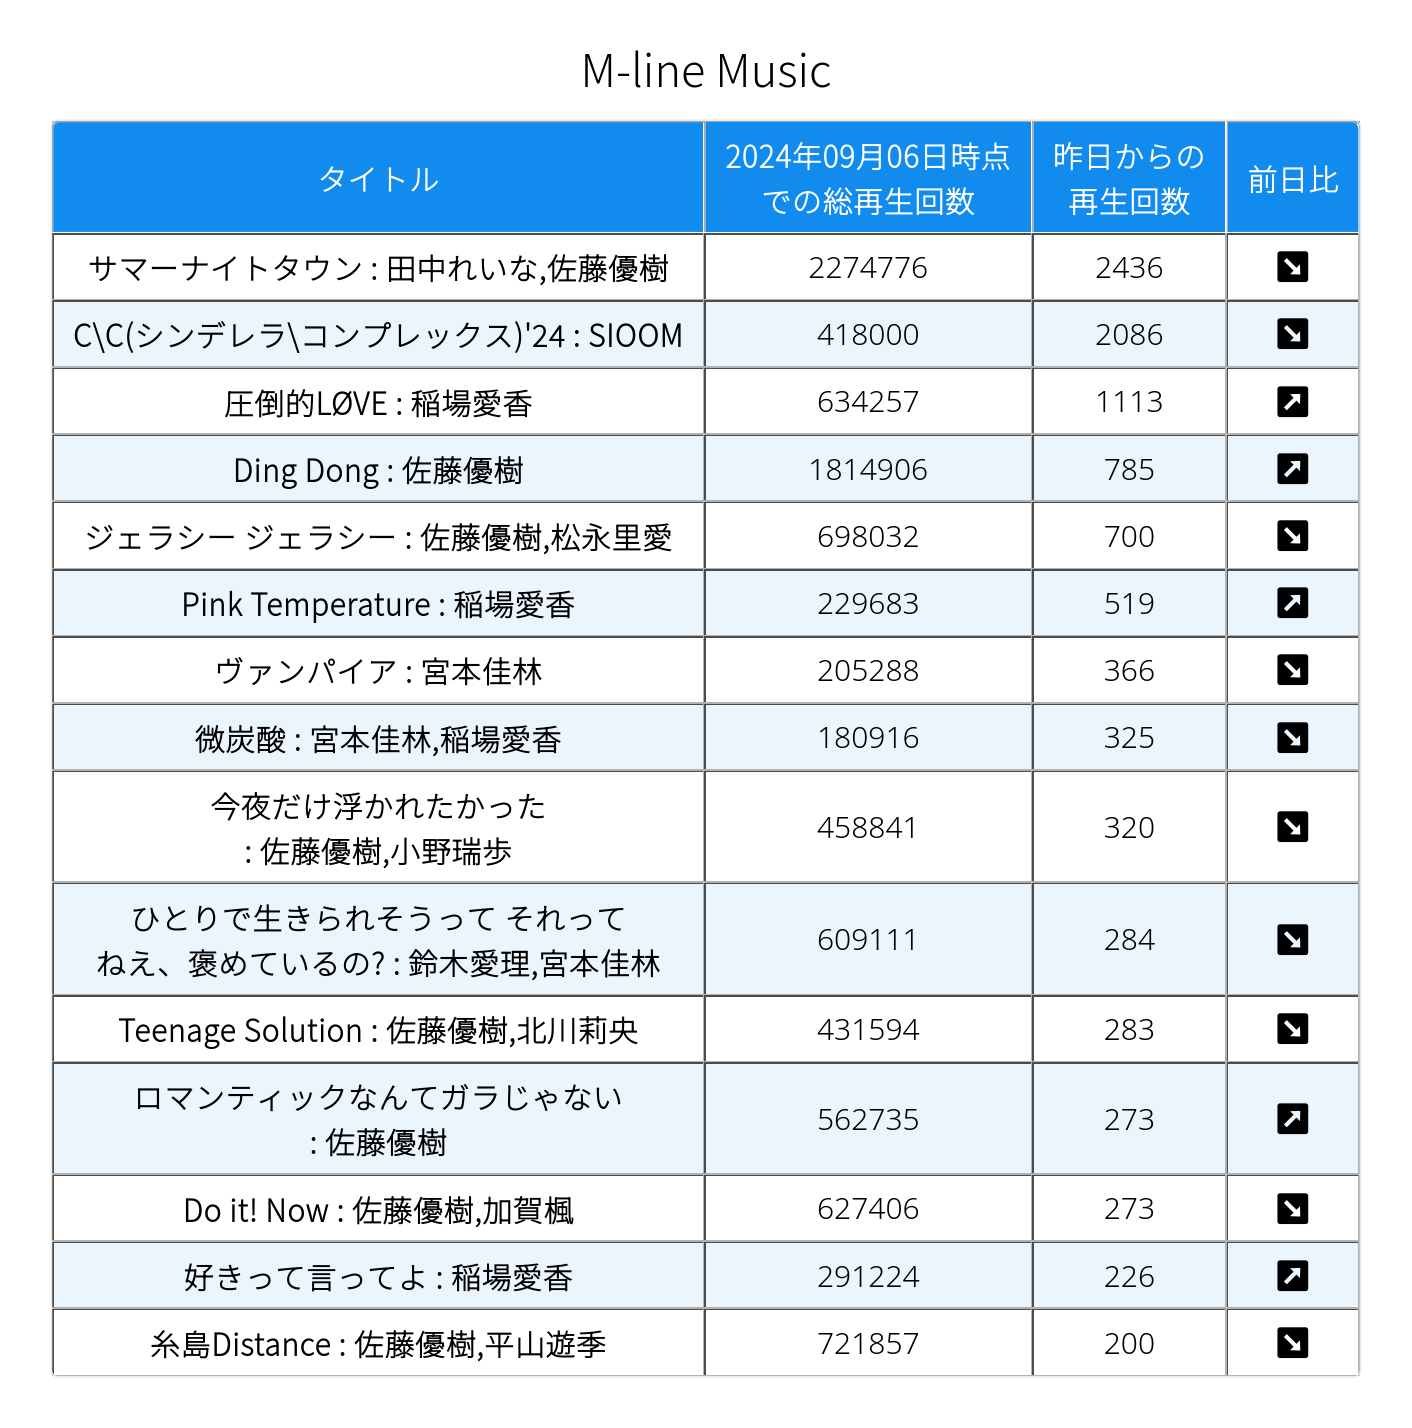 M-line Music
タイトル
2024年09月06日時点
での総再生回数
昨日からの
再生回数
前日比
サマーナイトタウン : 田中れいな,佐藤優樹 2274776 2436
C\C(シンデレラ\コンプレックス)'24 : SIOOM 418000 2086
圧倒的LØVE : 稲場愛香 634257 1113
Ding Dong : 佐藤優樹 1814906 785
ジェラシー ジェラシー : 佐藤優樹,松永里愛 698032 700
Pink Temperature : 稲場愛香 229683 519
ヴァンパイア : 宮本佳林 205288 366
微炭酸 : 宮本佳林,稲場愛香 180916 325
今夜だけ浮かれたかった
: 佐藤優樹,小野瑞歩 458841 320
ひとりで生きられそうって それって
ねえ、褒めているの? : 鈴木愛理,宮本佳林 609111 284
Teenage Solution : 佐藤優樹,北川莉央 431594 283
ロマンティックなんてガラじゃない
: 佐藤優樹 562735 273
Do it! Now : 佐藤優樹,加賀楓 627406 273
好きって言ってよ : 稲場愛香 291224 226
糸島Distance : 佐藤優樹,平山遊季 721857 200